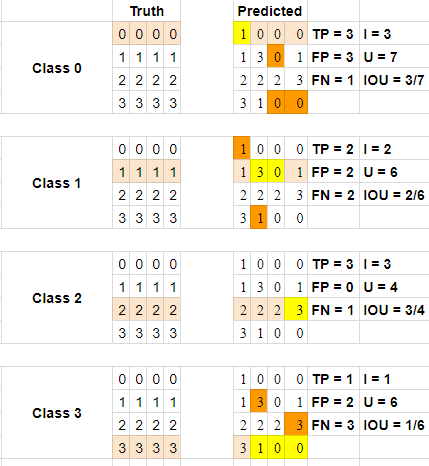 Truth Predicted
0 0 0 0 1 0 0 0 TP = 3 I = 3
1 1 1 1 1 3 0 1 FP = 3 U = 7
Class 0
2 2 2 2 2 2 2 3 FN = 1 IOU = 3/7
3 3 3 3 3 1 0 0
0 0 0 0 1 0 0 0 TP = 2 I = 2
1 1 1 1 1 3 0 1 FP = 2 U = 6
Class 1
2 2 2 2 2 2 2 3 FN = 2 IOU = 2/6
3 3 3 3 3 1 0 0
0 0 0 0 1 0 0 0 TP = 3 I = 3
1 1 1 1 1 3 0 1 FP = 0 U = 4
Class 2
2 2 2 2 2 2 2 3 FN = 1 IOU = 3/4
3 3 3 3 3 1 0 0
0 0 0 0 1 0 0 0 TP = 1 I = 1
1 1 1 1 1 3 0 1 FP = 2 U = 6
Class 3
2 2 2 2 2 2 2 3 FN = 3 IOU = 1/6
3 3 3 3 3 1 0 0